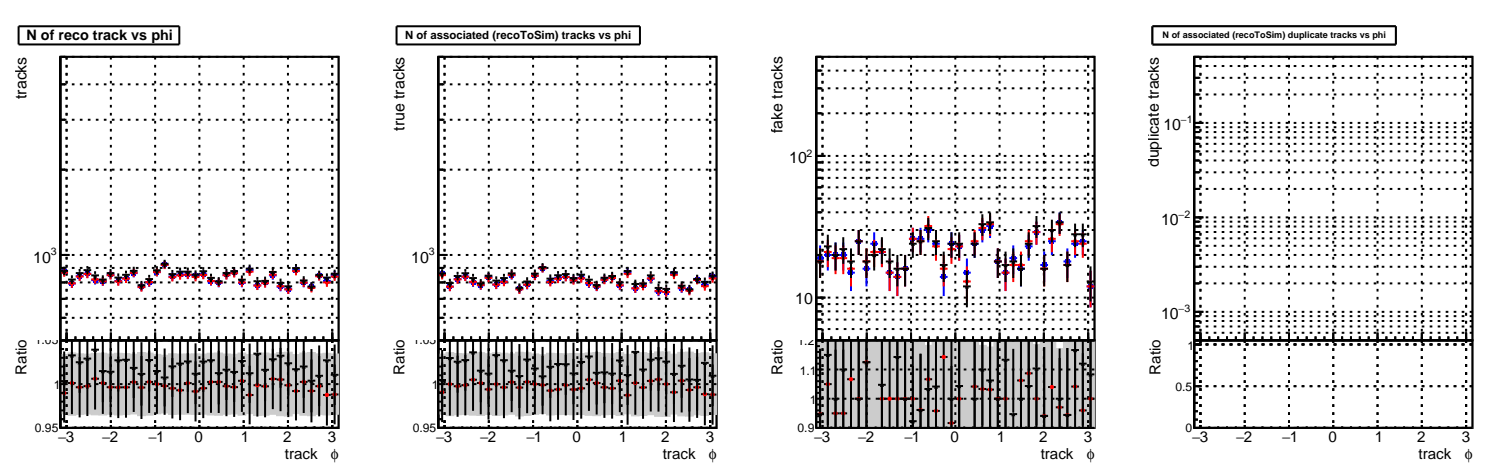 N of reco track vs phi
tracks
10³
Ratio
1.05
1
0.95
−3 −2 −1 0 1 2 3
track φ
N of associated (recoToSim) tracks vs phi
true tracks
10³
Ratio
1.05
1
0.95
−3 −2 −1 0 1 2 3
track φ
fake tracks
10²
10
Ratio
1.2
1.1
1
0.9
−3 −2 −1 0 1 2 3
track φ
N of associated (recoToSim) duplicate tracks vs phi
duplicate tracks
10⁻¹
10⁻²
10⁻³
Ratio
1
0.5
0
−3 −2 −1 0 1 2 3
track φ